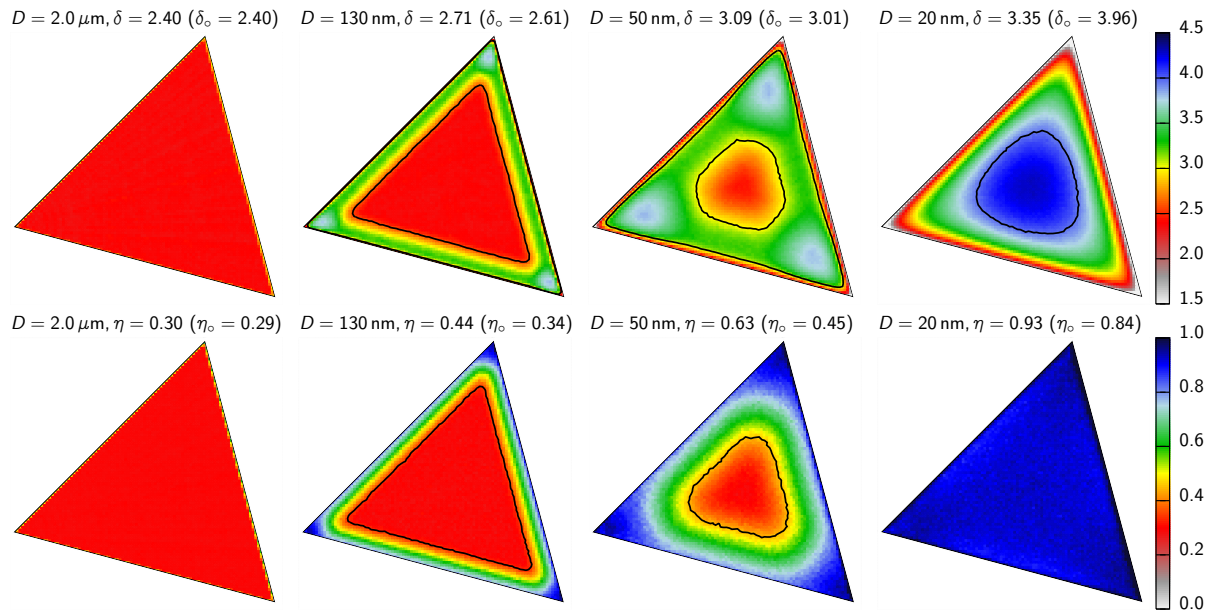 D = 2.0 μm, δ = 2.40 (δ∘ = 2.40)
D = 130 nm, δ = 2.71 (δ∘ = 2.61)
D = 50 nm, δ = 3.09 (δ∘ = 3.01)
D = 20 nm, δ = 3.35 (δ∘ = 3.96)
4.5
4.0
3.5
3.0
2.5
2.0
1.5
D = 2.0 μm, η = 0.30 (η∘ = 0.29)
D = 130 nm, η = 0.44 (η∘ = 0.34)
D = 50 nm, η = 0.63 (η∘ = 0.45)
D = 20 nm, η = 0.93 (η∘ = 0.84)
1.0
0.8
0.6
0.4
0.2
0.0